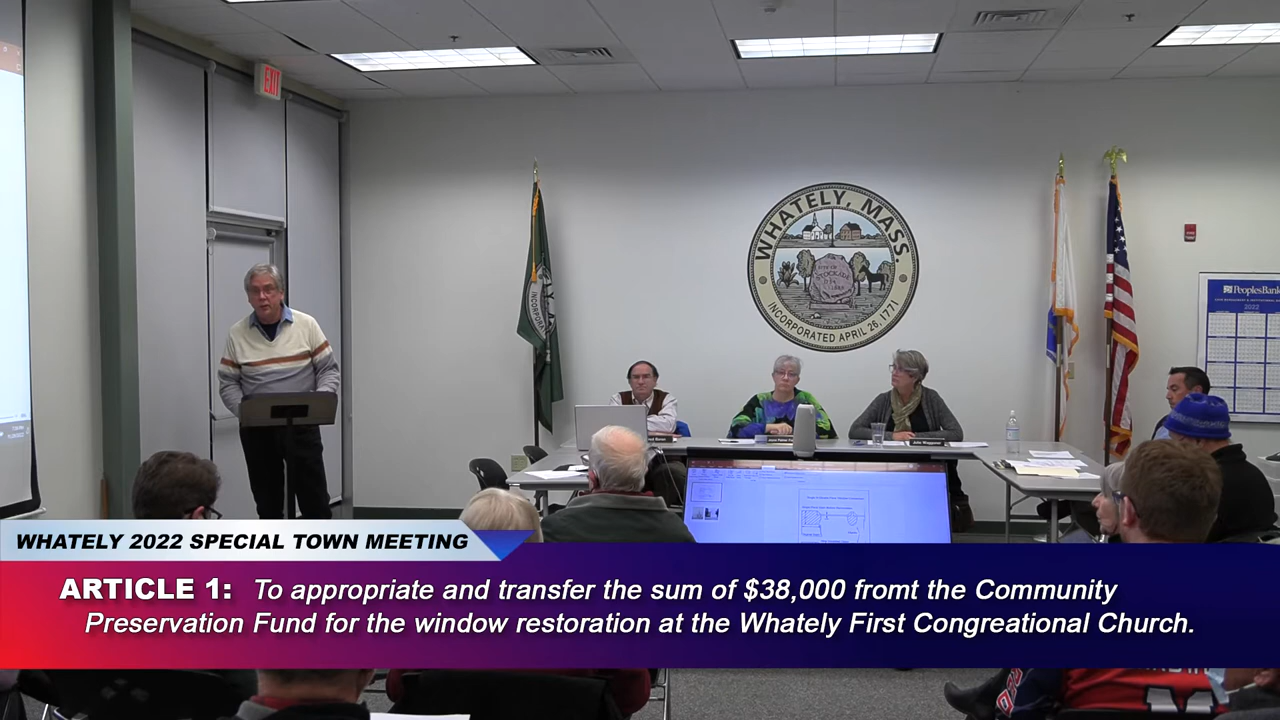 EXIT
WHATELY, MASS.
INCORPORATED APRIL 26, 1771
PeoplesBank
2022
WHATELY 2022 SPECIAL TOWN MEETING
ARTICLE 1: To appropriate and transfer the sum of $38,000 fromt the Community
Preservation Fund for the window restoration at the Whately First Congreational Church.